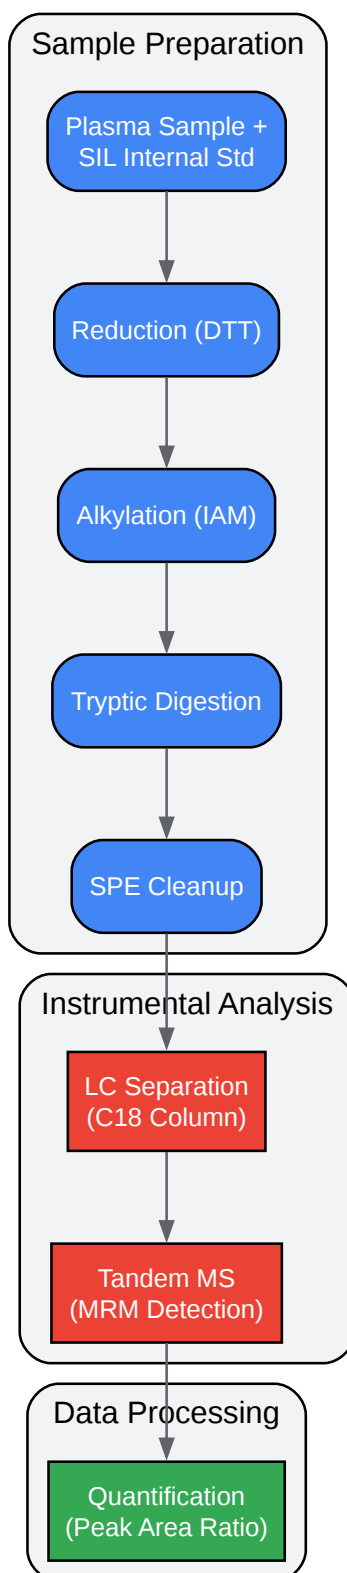 Sample Preparation
Plasma Sample +
SIL Internal Std
Reduction (DTT)
Alkylation (IAM)
Tryptic Digestion
SPE Cleanup
Instrumental Analysis
LC Separation
(C18 Column)
Tandem MS
(MRM Detection)
Data Processing
Quantification
(Peak Area Ratio)